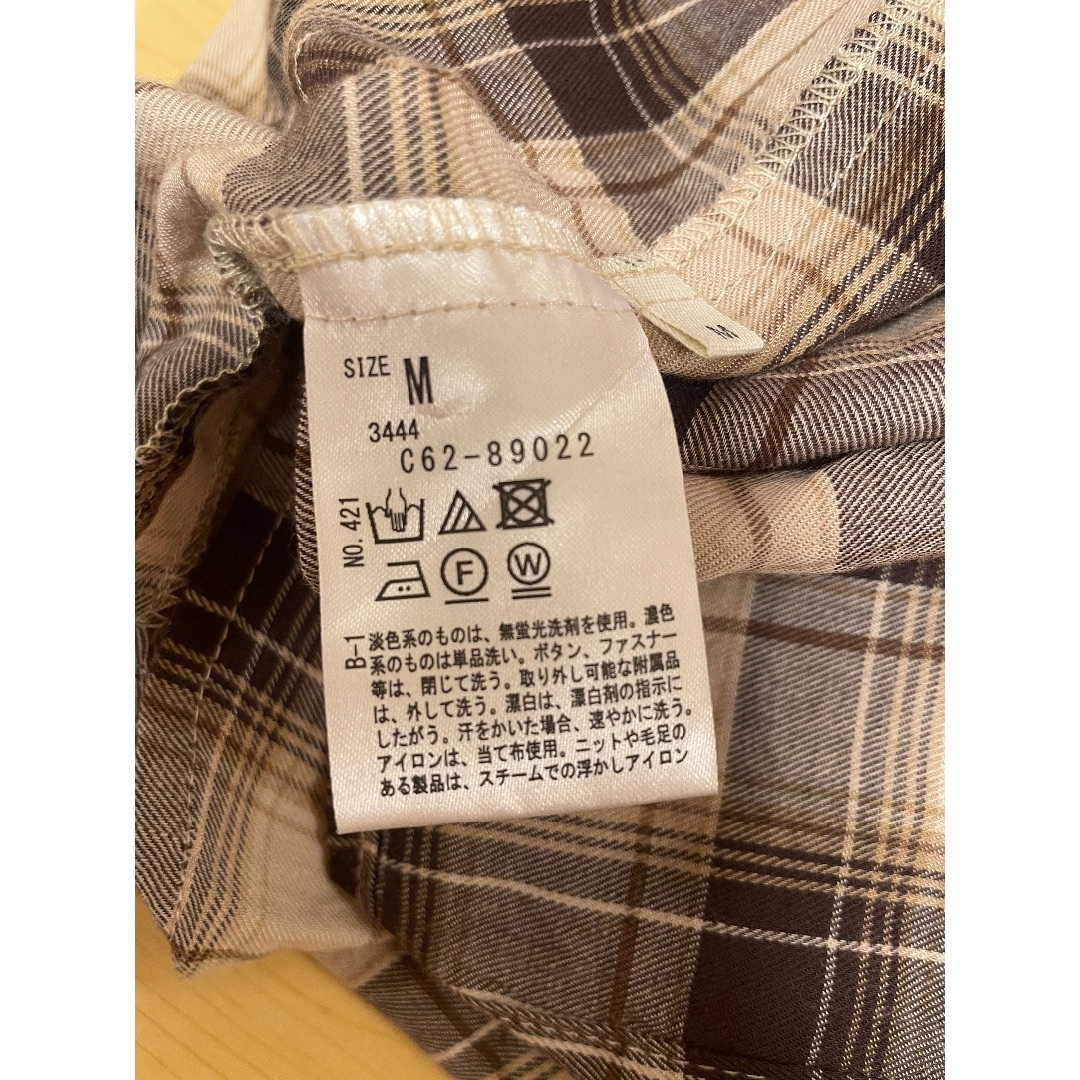 M
SIZE M
3444
C62-89022
NO. 421
F W
B-1
淡色系のものは、無蛍光洗剤を使用。濃色
系のものは単品洗い。ボタン、ファスナー
等は、閉じて洗う。取り外し可能な附属品
は、外して洗う。漂白は、漂白剤の指示に
したがう。汗をかいた場合、速やかに洗う。
アイロンは、当て布使用。ニットや毛足の
ある製品は、スチームでの浮かしアイロン